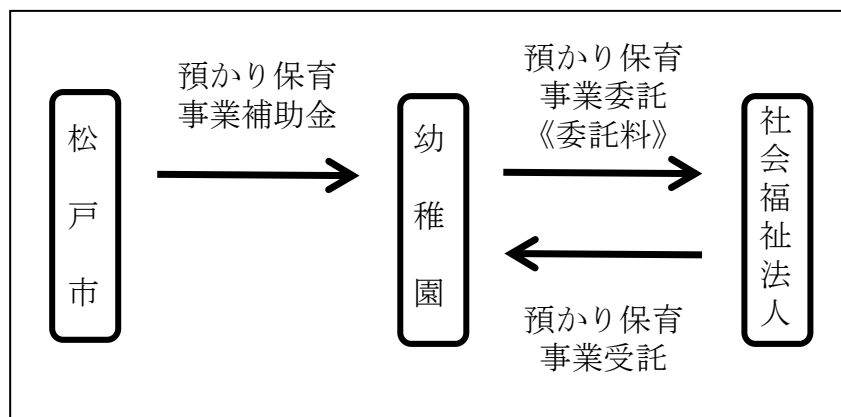 松戸市
預かり保育
事業補助金
幼稚園
預かり保育
事業委託
《委託料》
預かり保育
事業受託
社会福祉法人